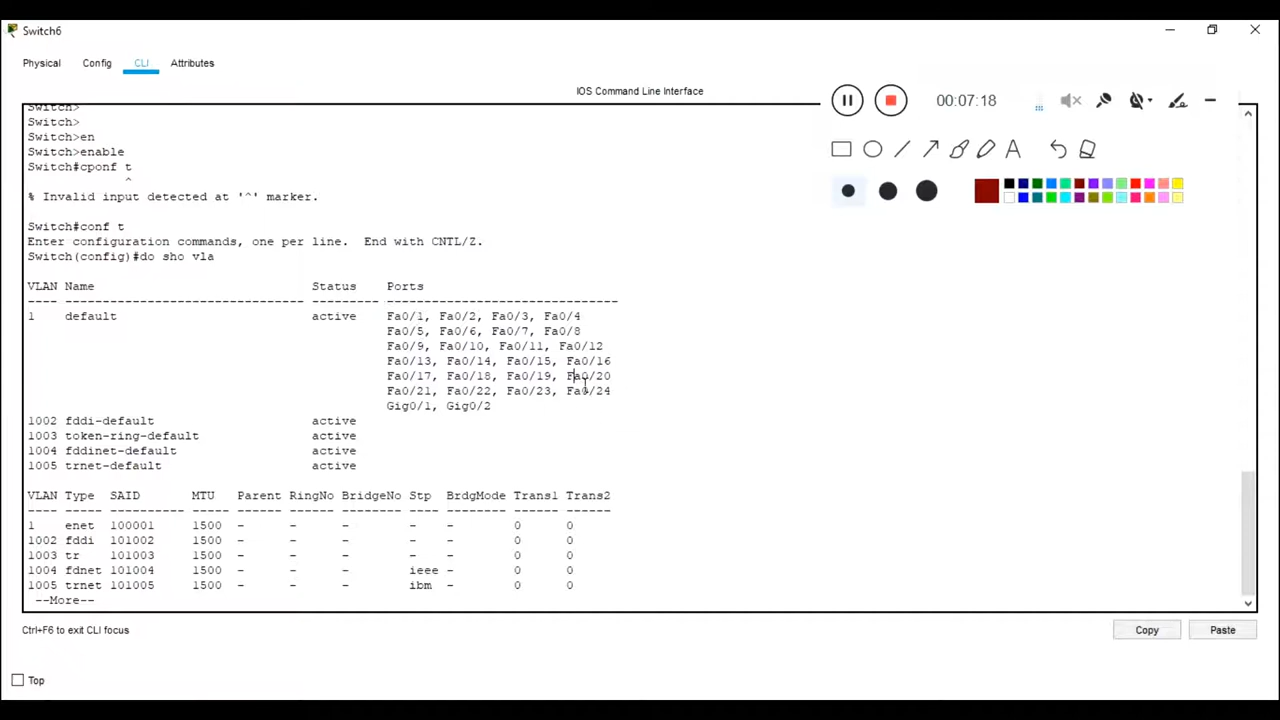 Switch6
Physical Config CLI Attributes
IOS Command Line Interface
00:07:18
A
Switch>
Switch>
Switch>en
Switch>enable
Switch#cponf t
^
% Invalid input detected at '^' marker.
Switch#conf t
Enter configuration commands, one per line. End with CNTL/Z.
Switch(config)#do sho vla
VLAN Name Status Ports
---- -------------------------------- --------- -------------------------------
1 default active Fa0/1, Fa0/2, Fa0/3, Fa0/4
Fa0/5, Fa0/6, Fa0/7, Fa0/8
Fa0/9, Fa0/10, Fa0/11, Fa0/12
Fa0/13, Fa0/14, Fa0/15, Fa0/16
Fa0/17, Fa0/18, Fa0/19, Fa0/20
Fa0/21, Fa0/22, Fa0/23, Fa0/24
Gig0/1, Gig0/2
1002 fddi-default active
1003 token-ring-default active
1004 fddinet-default active
1005 trnet-default active
VLAN Type SAID MTU Parent RingNo BridgeNo Stp BrdgMode Trans1 Trans2
---- ----- ---------- ----- ------ ------ -------- ---- -------- ------ ------
1 enet 100001 1500 - - - - - 0 0
1002 fddi 101002 1500 - - - - - 0 0
1003 tr 101003 1500 - - - - - 0 0
1004 fdnet 101004 1500 - - - ieee - 0 0
1005 trnet 101005 1500 - - - ibm - 0 0
--More--
Ctrl+F6 to exit CLI focus
Copy Paste
Top